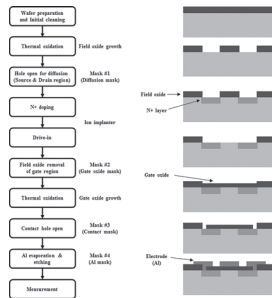 Wafer preparation
and Initial cleaning
Thermal oxidation
Field oxide growth
Hole open for diffusion
(Source & Drain region)
Mask #1
(Diffusion mask)
N+ doping
Ion implanter
Drive-in
Field oxide removal
of gate region
Mask #2
(Gate oxide mask)
Thermal oxidation
Gate oxide growth
Contact hole open
Mask #3
(Contact mask)
Al evaporation &
etching
Mask #4
(Al mask)
Measurement
Field oxide
N+ layer
Gate oxide
Electrode
(Al)